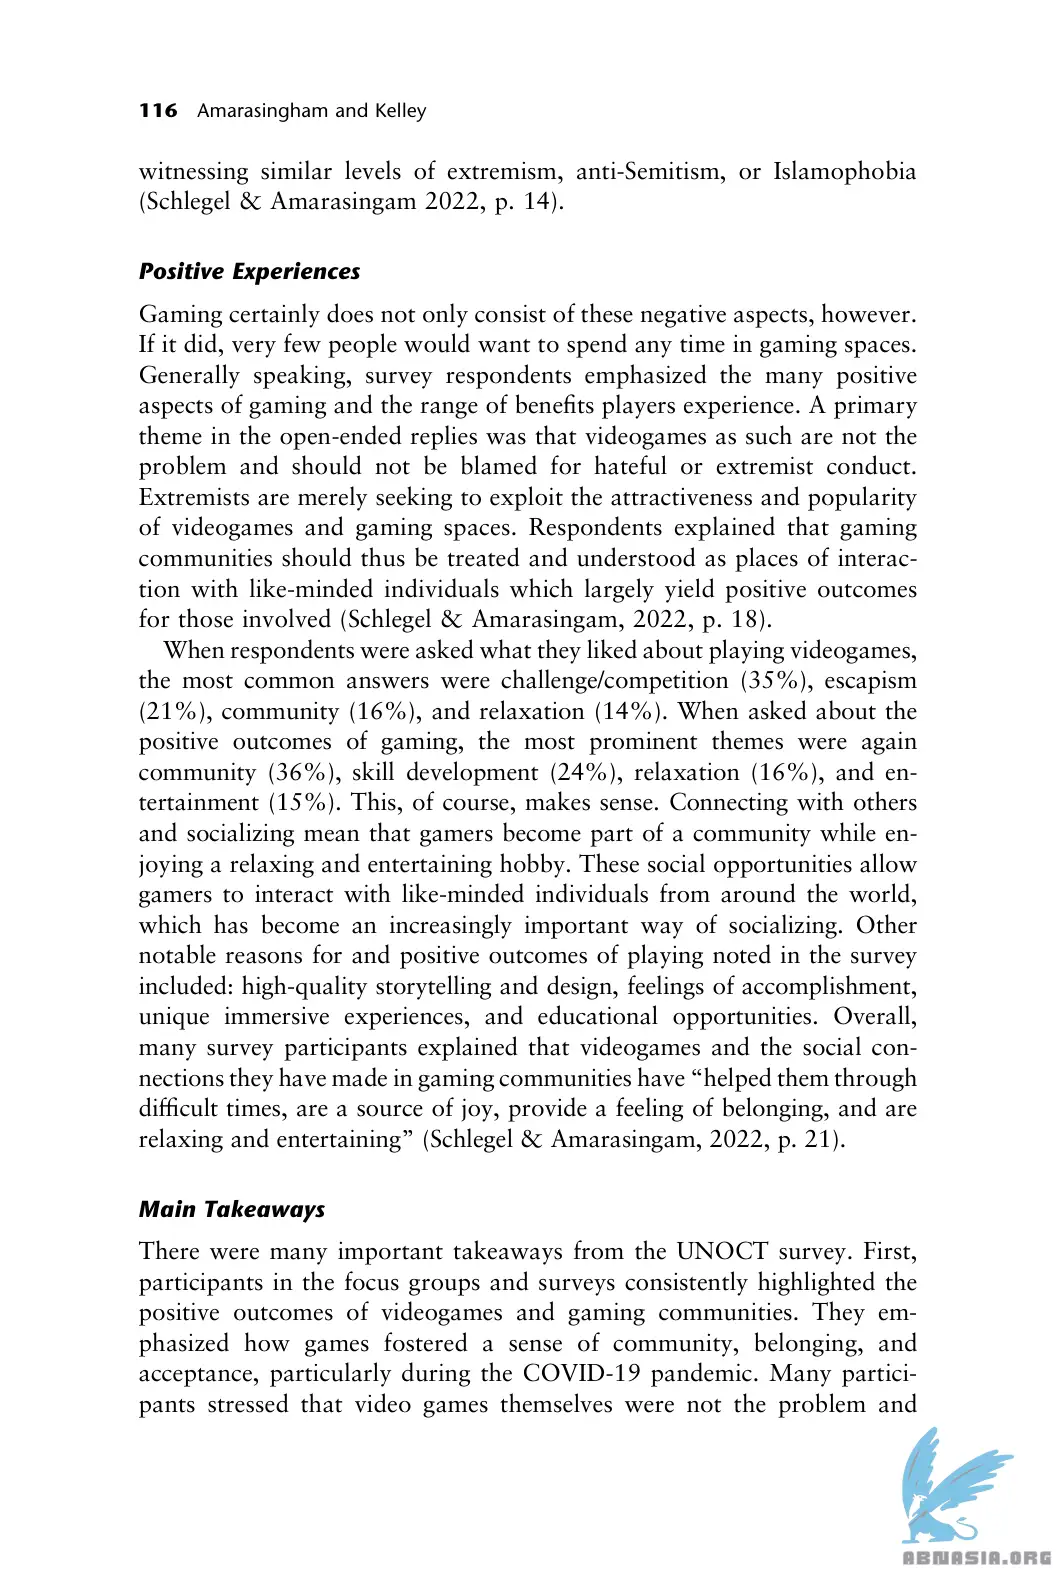 116 Amarasingham and Kelley
witnessing similar levels of extremism, anti-Semitism, or Islamophobia
(Schlegel & Amarasingam 2022, p. 14).
Positive Experiences
Gaming certainly does not only consist of these negative aspects, however.
If it did, very few people would want to spend any time in gaming spaces.
Generally speaking, survey respondents emphasized the many positive
aspects of gaming and the range of benefits players experience. A primary
theme in the open-ended replies was that videogames as such are not the
problem and should not be blamed for hateful or extremist conduct.
Extremists are merely seeking to exploit the attractiveness and popularity
of videogames and gaming spaces. Respondents explained that gaming
communities should thus be treated and understood as places of interac-
tion with like-minded individuals which largely yield positive outcomes
for those involved (Schlegel & Amarasingam, 2022, p. 18).
When respondents were asked what they liked about playing videogames,
the most common answers were challenge/competition (35%), escapism
(21%), community (16%), and relaxation (14%). When asked about the
positive outcomes of gaming, the most prominent themes were again
community (36%), skill development (24%), relaxation (16%), and en-
tertainment (15%). This, of course, makes sense. Connecting with others
and socializing mean that gamers become part of a community while en-
joying a relaxing and entertaining hobby. These social opportunities allow
gamers to interact with like-minded individuals from around the world,
which has become an increasingly important way of socializing. Other
notable reasons for and positive outcomes of playing noted in the survey
included: high-quality storytelling and design, feelings of accomplishment,
unique immersive experiences, and educational opportunities. Overall,
many survey participants explained that videogames and the social con-
nections they have made in gaming communities have “helped them through
difficult times, are a source of joy, provide a feeling of belonging, and are
relaxing and entertaining” (Schlegel & Amarasingam, 2022, p. 21).
Main Takeaways
There were many important takeaways from the UNOCT survey. First,
participants in the focus groups and surveys consistently highlighted the
positive outcomes of videogames and gaming communities. They em-
phasized how games fostered a sense of community, belonging, and
acceptance, particularly during the COVID-19 pandemic. Many partici-
pants stressed that video games themselves were not the problem and
ABNASIA.ORG